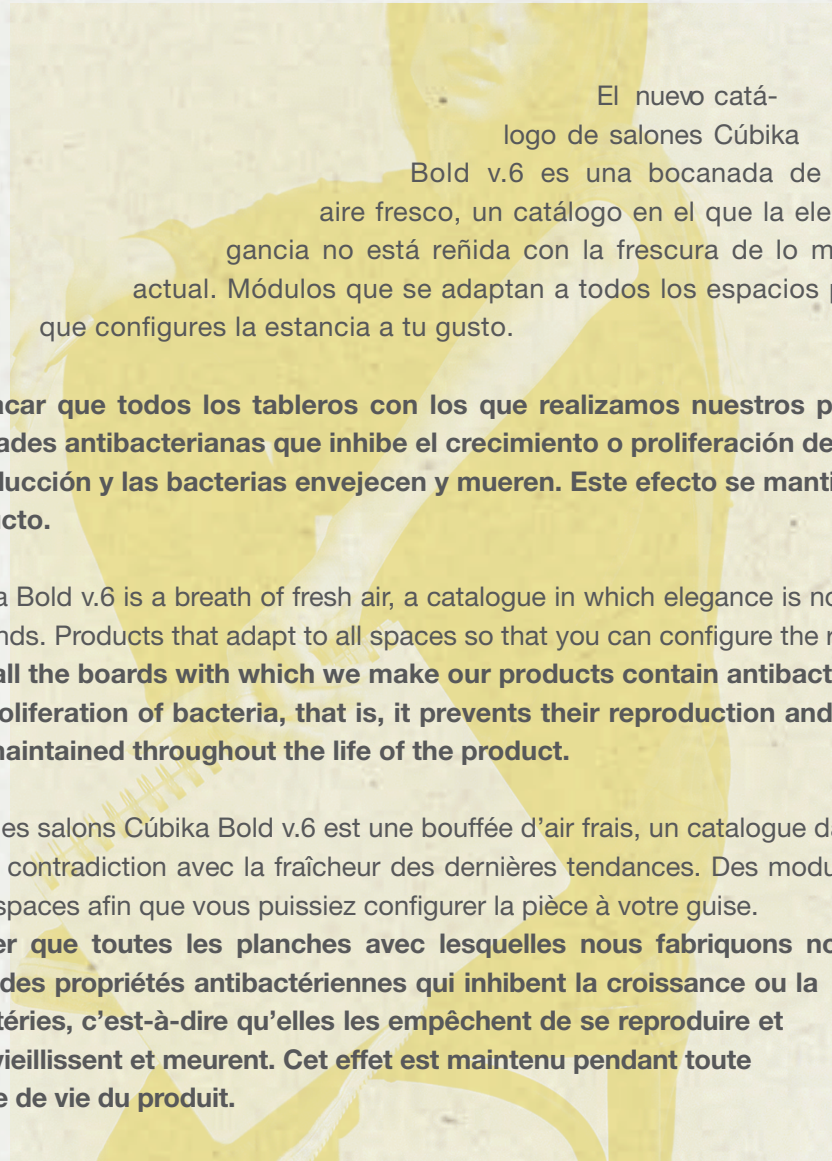 El nuevo catá-
logo de salones Cúbika
Bold v.6 es una bocanada de
aire fresco, un catálogo en el que la ele
gancia no está reñida con la frescura de lo m
actual. Módulos que se adaptan a todos los espacios p
que configures la estancia a tu gusto.
acar que todos los tableros con los que realizamos nuestros p
ades antibacterianas que inhibe el crecimiento o proliferación de
ducción y las bacterias envejecen y mueren. Este efecto se manti
ucto.
a Bold v.6 is a breath of fresh air, a catalogue in which elegance is no
nds. Products that adapt to all spaces so that you can configure the r
all the boards with which we make our products contain antibact
oliferation of bacteria, that is, it prevents their reproduction and
maintained throughout the life of the product.
es salons Cúbika Bold v.6 est une bouffée d’air frais, un catalogue da
contradiction avec la fraîcheur des dernières tendances. Des modu
spaces afin que vous puissiez configurer la pièce à votre guise.
er que toutes les planches avec lesquelles nous fabriquons no
des propriétés antibactériennes qui inhibent la croissance ou la
téries, c’est-à-dire qu’elles les empêchent de se reproduire et
vieillissent et meurent. Cet effet est maintenu pendant toute
e de vie du produit.